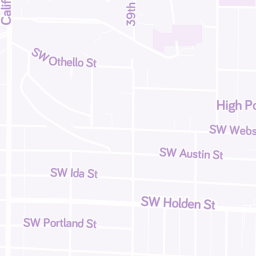 Calif
39th
SW Othello St
High Po
SW Webs
SW Austin St
SW Ida St
SW Holden St
SW Portland St